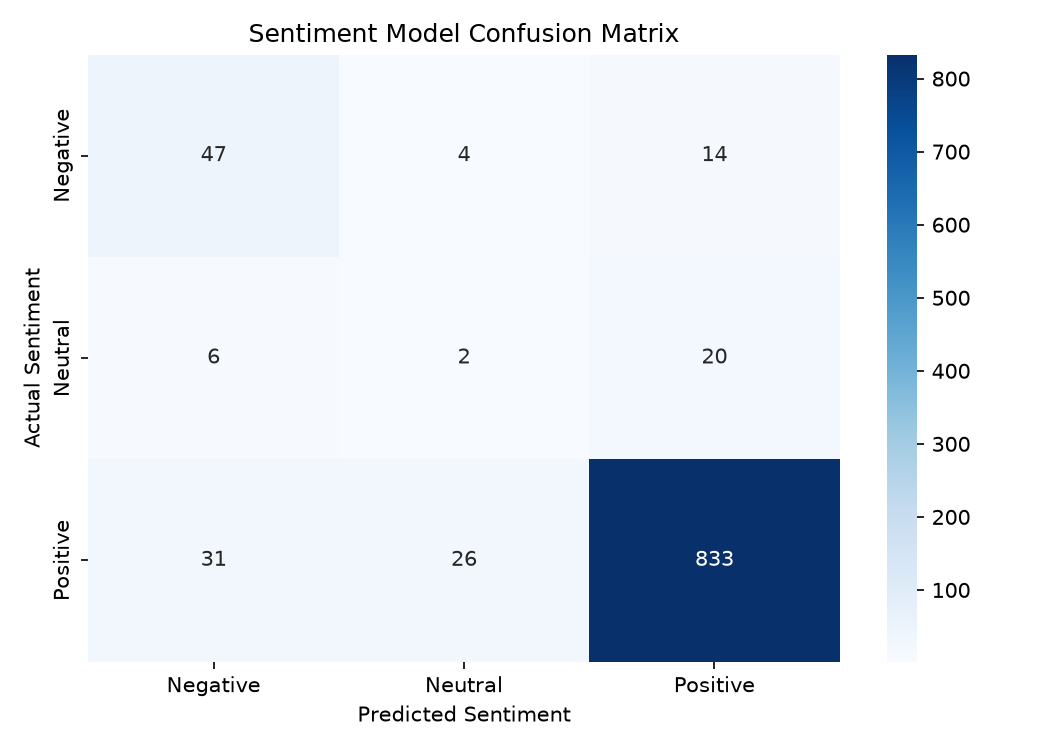 Sentiment Model Confusion Matrix
Actual Sentiment
Negative
47 4 14
Neutral
6 2 20
Positive
31 26 833
Negative Neutral Positive
Predicted Sentiment
800
700
600
500
400
300
200
100